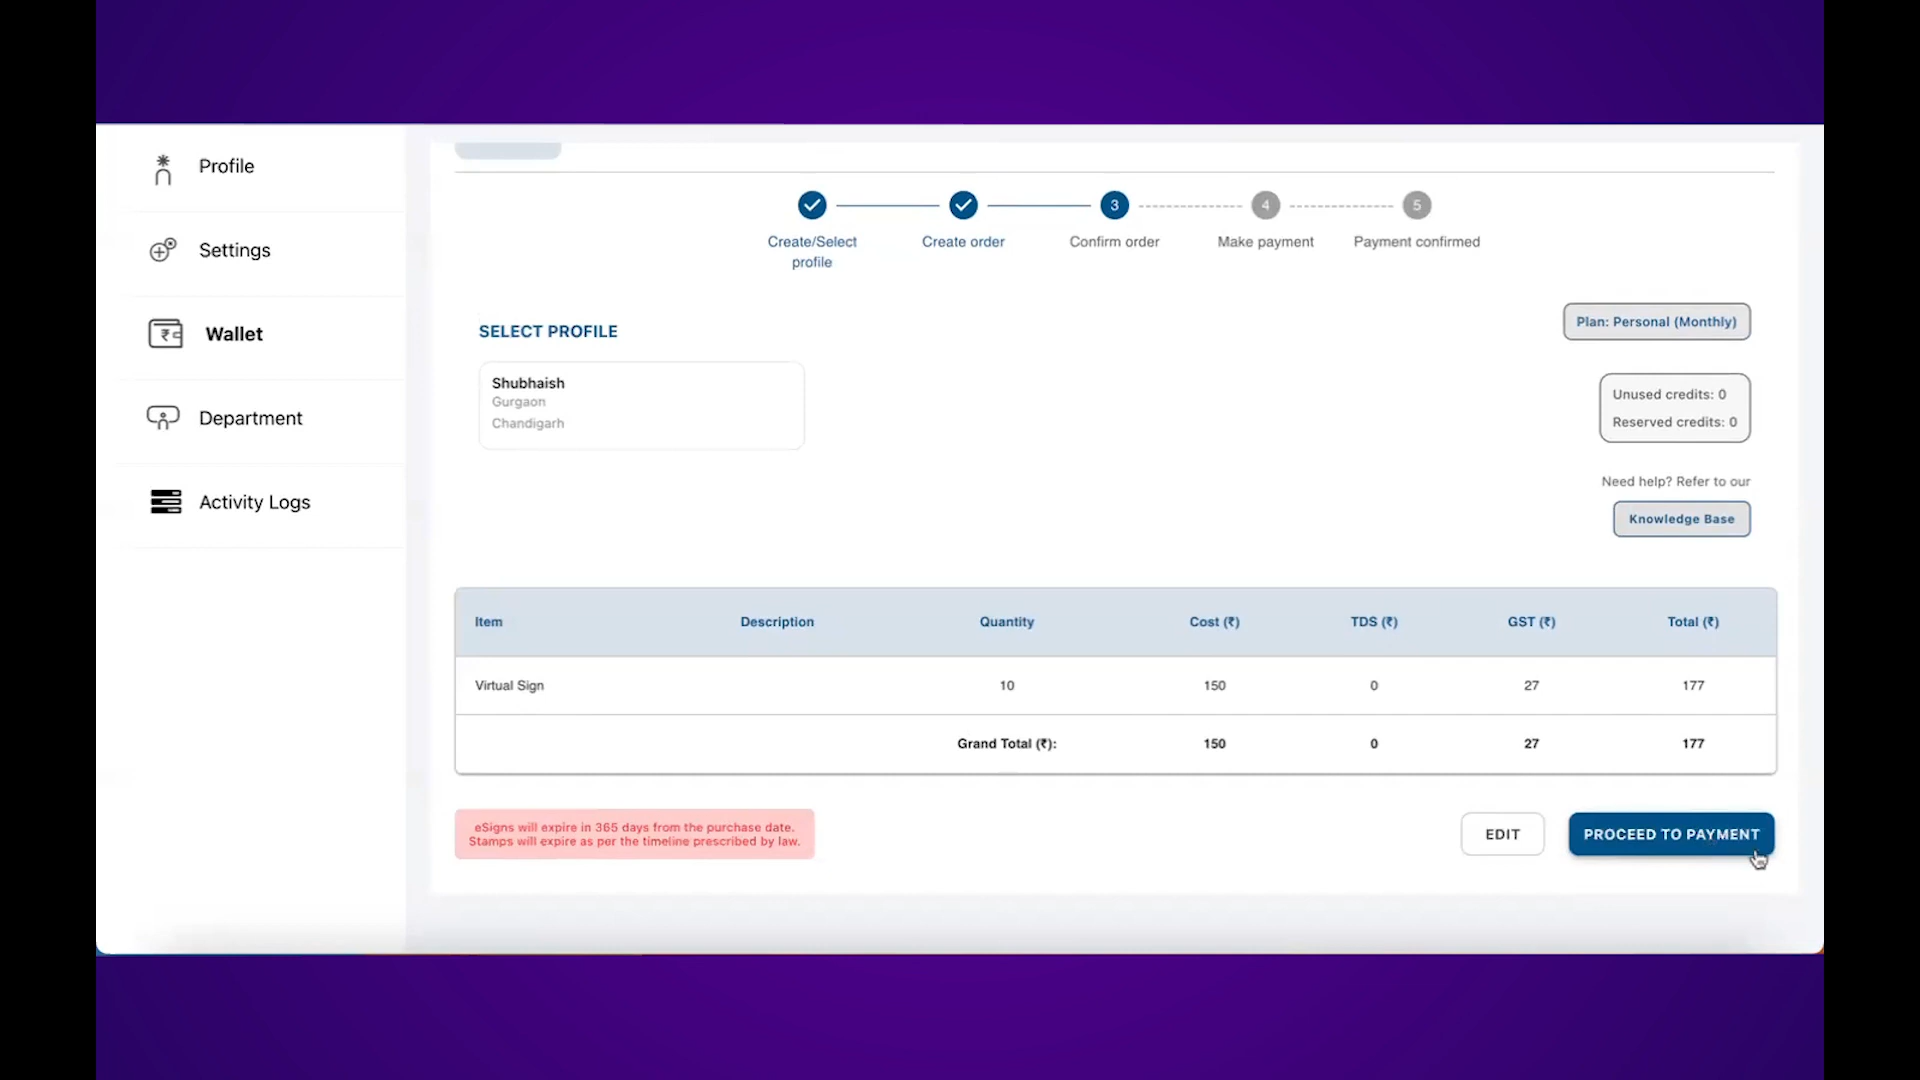 Profile
Settings
Wallet
Department
Activity Logs
3
4
5
Create/Select
profile
Create order
Confirm order
Make payment
Payment confirmed
SELECT PROFILE
Shubhaish
Gurgaon
Chandigarh
Plan: Personal (Monthly)
Unused credits: 0
Reserved credits: 0
Need help? Refer to our
Knowledge Base
Item Description Quantity Cost (₹) TDS (₹) GST (₹) Total (₹)
Virtual Sign 10 150 0 27 177
Grand Total (₹): 150 0 27 177
eSigns will expire in 365 days from the purchase date.
Stamps will expire as per the timeline prescribed by law.
EDIT
PROCEED TO PAYMENT